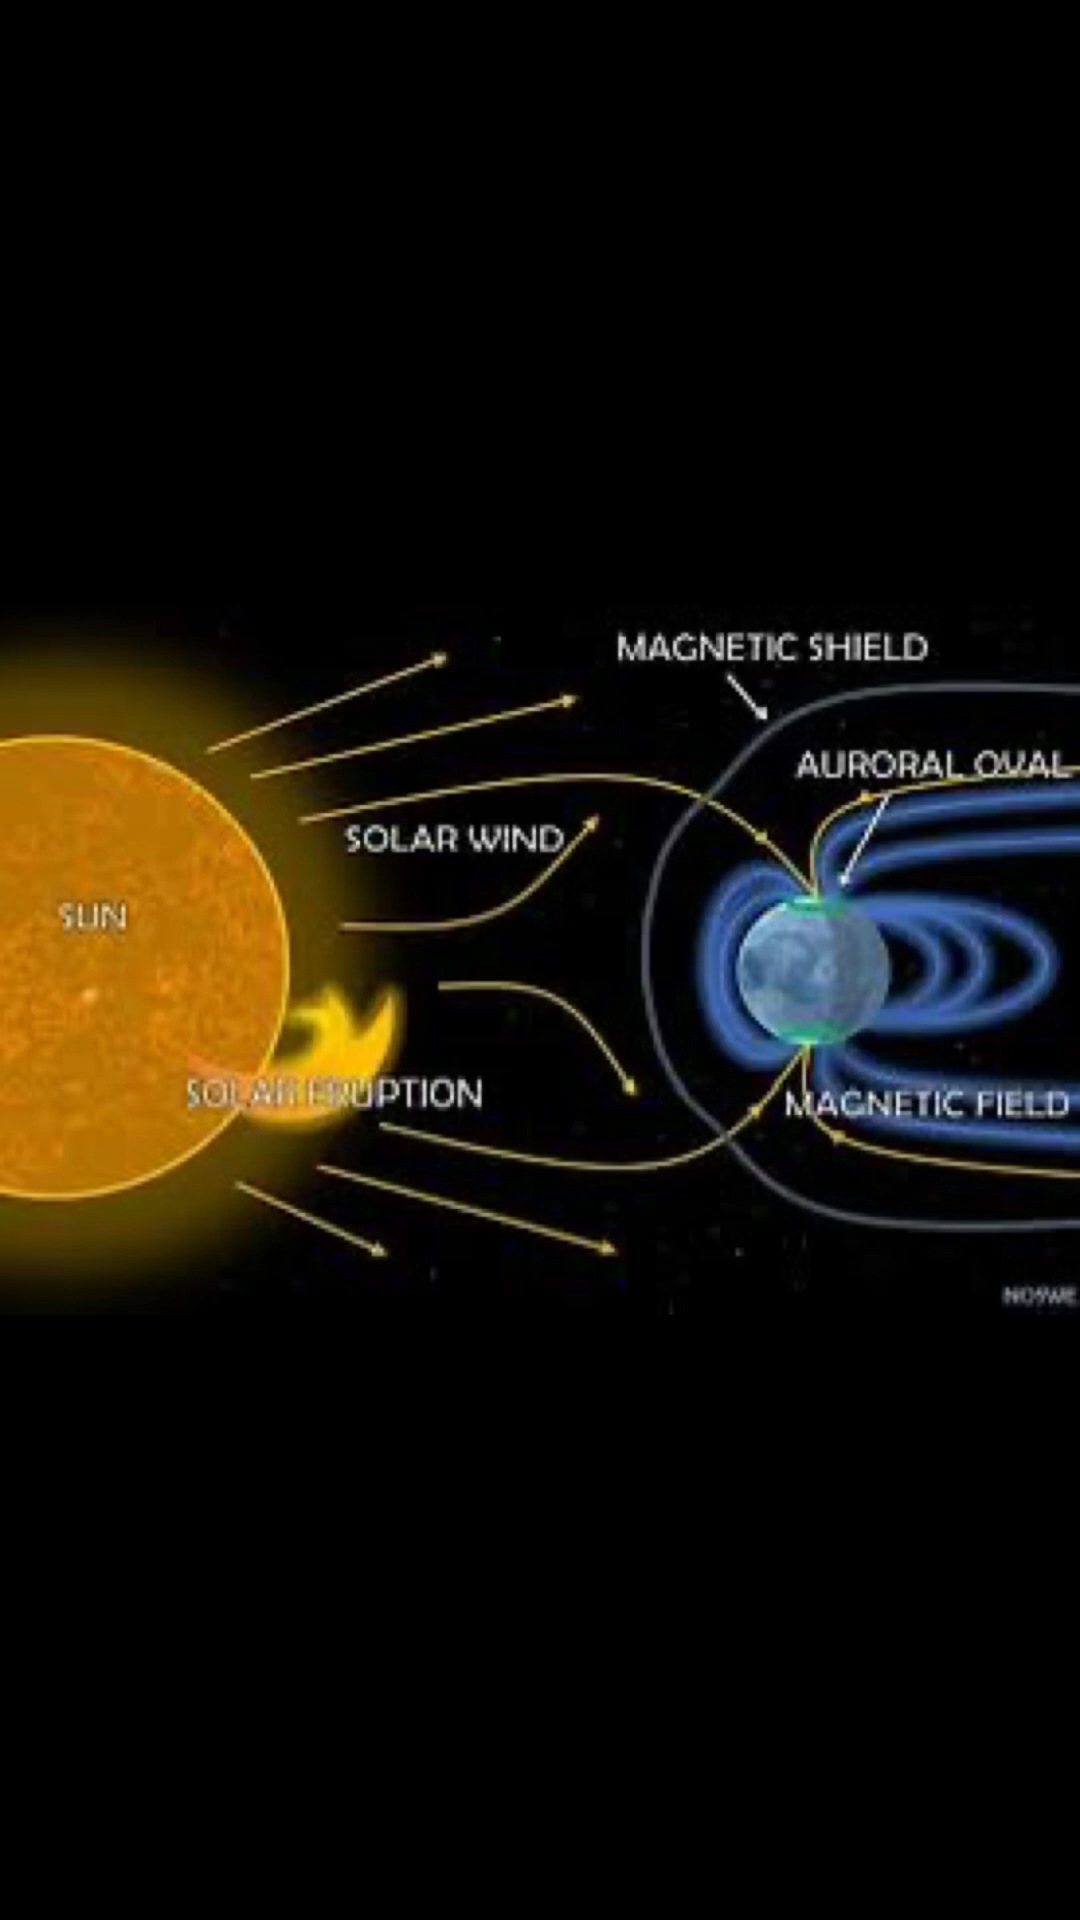 MAGNETIC SHIELD
AURORAL OVAL
SOLAR WIND
SUN
SOLAR ERUPTION
MAGNETIC FIELD